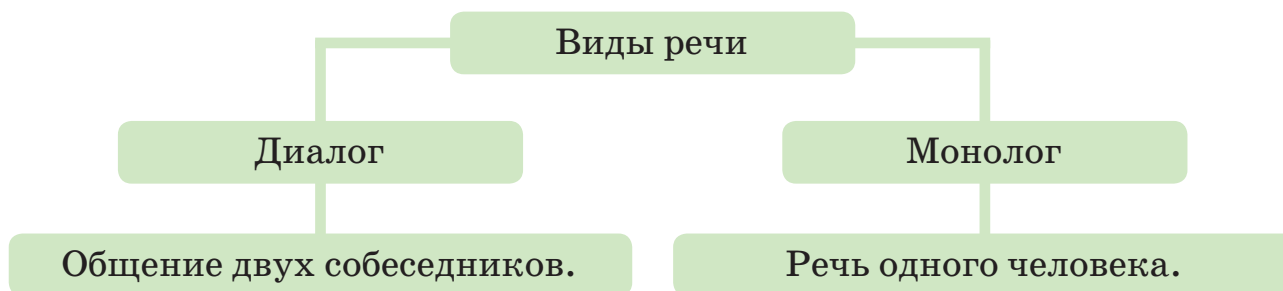 Виды речи
Диалог
Монолог
Общение двух собеседников.
Речь одного человека.